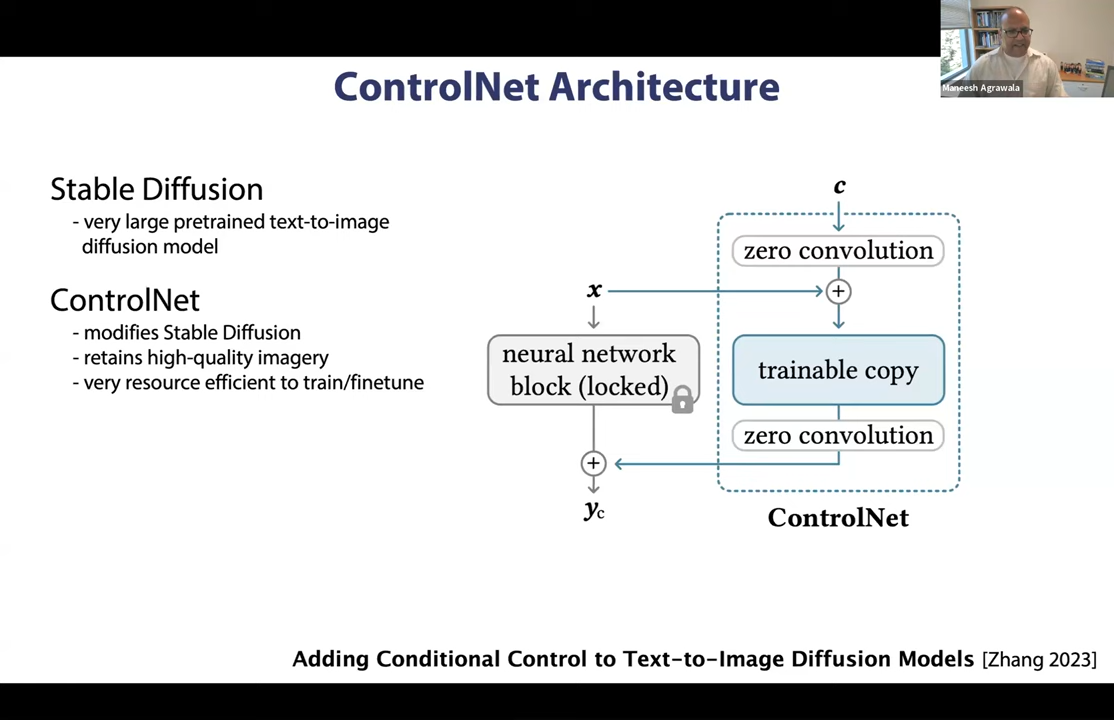 Maneesh Agrawala
ControlNet Architecture
Stable Diffusion
- very large pretrained text-to-image
diffusion model
ControlNet
- modifies Stable Diffusion
- retains high-quality imagery
- very resource efficient to train/finetune
c
zero convolution
x
+
neural network
block (locked)
trainable copy
zero convolution
+
yc
ControlNet
Adding Conditional Control to Text-to-Image Diffusion Models [Zhang 2023]